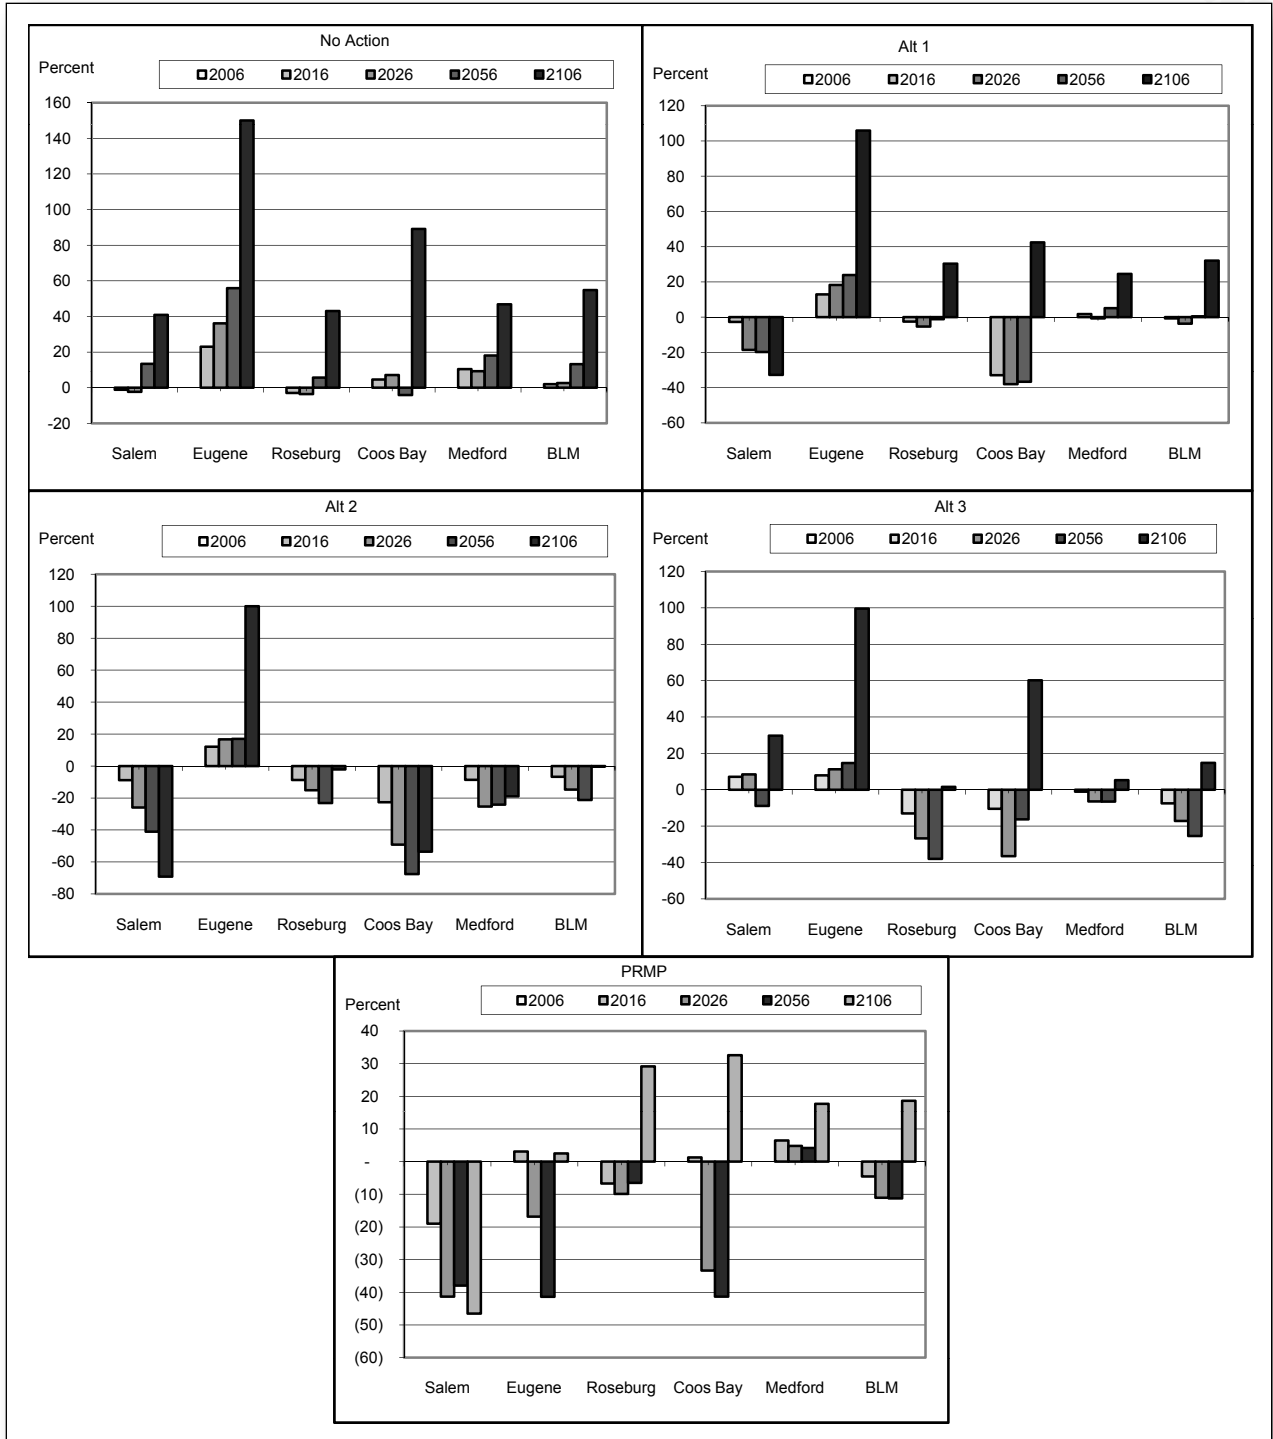 No Action
Percent
2006 2016 2026 2056 2106
160
140
120
100
80
60
40
20
0
-20
Salem Eugene Roseburg Coos Bay Medford BLM
Alt 1
Percent
2006 2016 2026 2056 2106
120
100
80
60
40
20
0
-20
-40
-60
Salem Eugene Roseburg Coos Bay Medford BLM
Alt 2
Percent
2006 2016 2026 2056 2106
120
100
80
60
40
20
0
-20
-40
-60
-80
Salem Eugene Roseburg Coos Bay Medford BLM
Alt 3
Percent
2006 2016 2026 2056 2106
120
100
80
60
40
20
0
-20
-40
-60
Salem Eugene Roseburg Coos Bay Medford BLM
PRMP
Percent
2006 2016 2026 2056 2106
40
30
20
10
-
(10)
(20)
(30)
(40)
(50)
(60)
Salem Eugene Roseburg Coos Bay Medford BLM